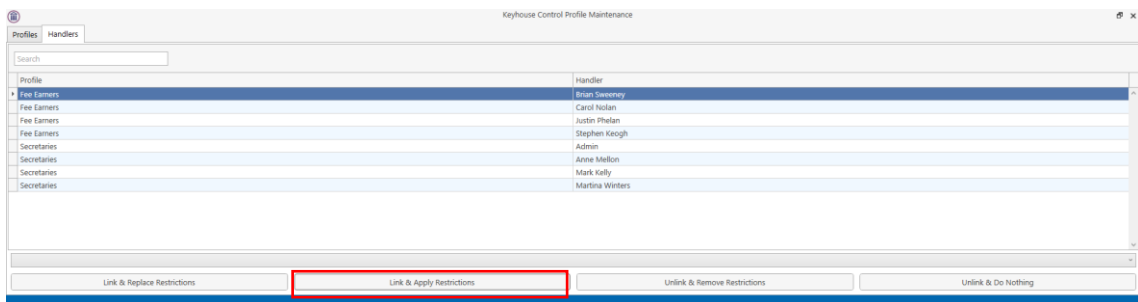 Keyhouse Control Profile Maintenance
Profiles Handlers
Search
Profile Handler
Fee Earners Brian Sweeney
Fee Earners Carol Nolan
Fee Earners Justin Phelan
Fee Earners Stephen Keogh
Secretaries Admin
Secretaries Anne Mellon
Secretaries Mark Kelly
Secretaries Martina Winters
Link & Replace Restrictions Link & Apply Restrictions Unlink & Remove Restrictions Unlink & Do Nothing